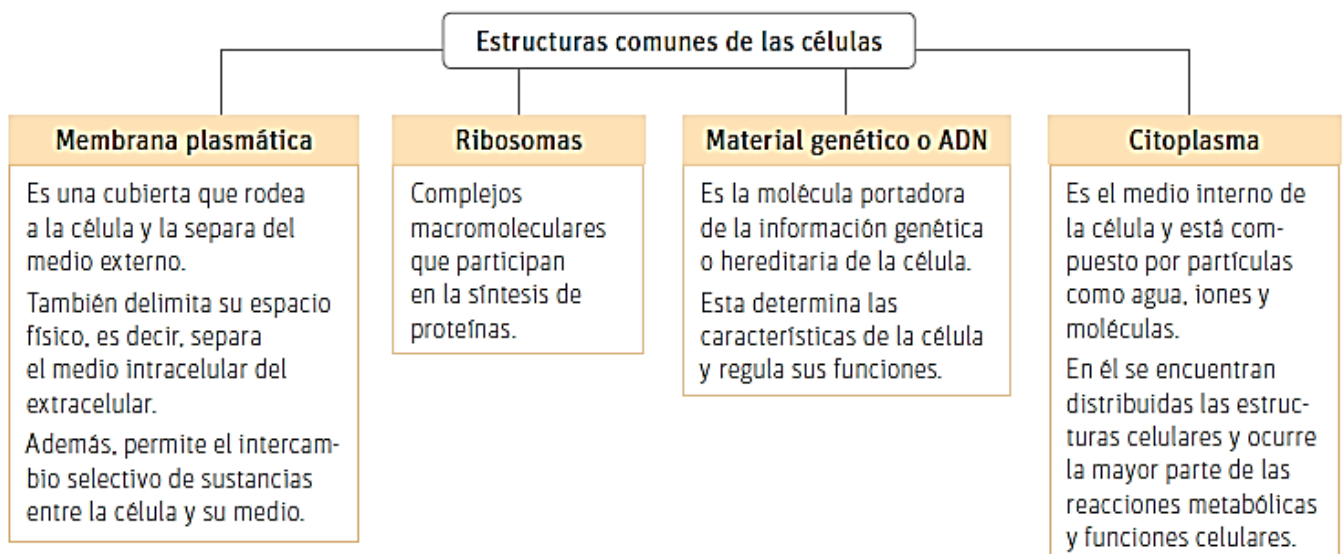 Estructuras comunes de las células
Membrana plasmática
Es una cubierta que rodea
a la célula y la separa del
medio externo.
También delimita su espacio
físico, es decir, separa
el medio intracelular del
extracelular.
Además, permite el intercam-
bio selectivo de sustancias
entre la célula y su medio.
Ribosomas
Complejos
macromoleculares
que participan
en la síntesis de
proteínas.
Material genético o ADN
Es la molécula portadora
de la información genética
o hereditaria de la célula.
Esta determina las
características de la célula
y regula sus funciones.
Citoplasma
Es el medio interno de
la célula y está com-
puesto por partículas
como agua, iones y
moléculas.
En él se encuentran
distribuidas las estruc-
turas celulares y ocurre
la mayor parte de las
reacciones metabólicas
y funciones celulares.